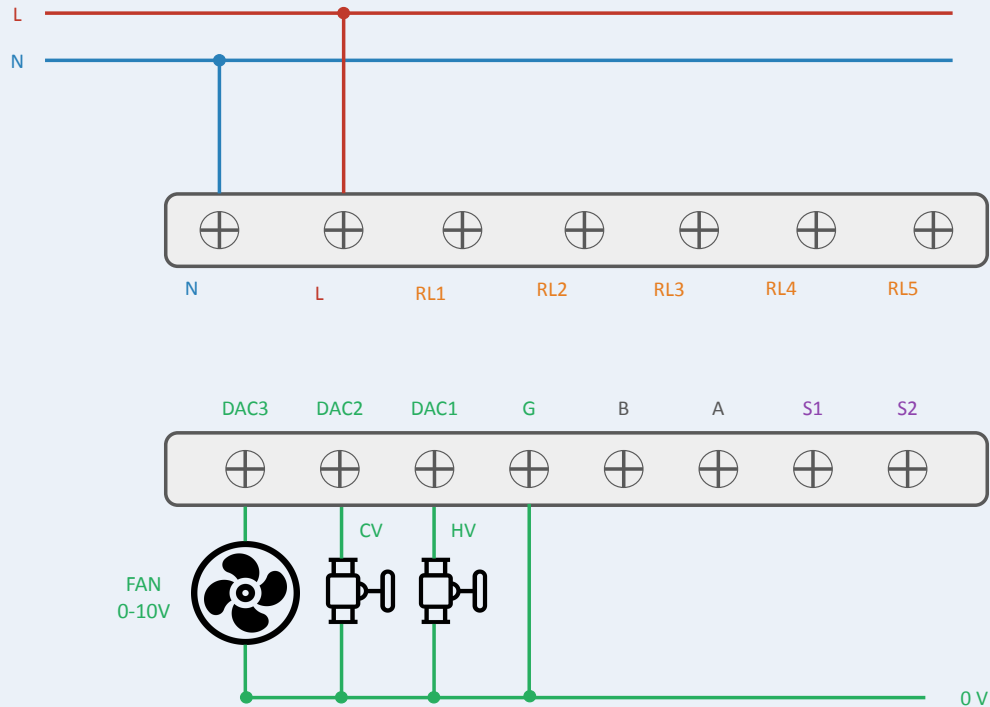 L
N
N
L
RL1
RL2
RL3
RL4
RL5
DAC3
DAC2
DAC1
G
B
A
S1
S2
CV
HV
FAN
0-10V
0 V